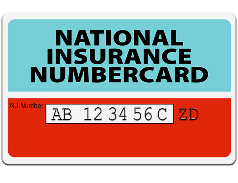 NATIONAL
INSURANCE
NUMBERCARD
N.I Number
AB 12 34 56 C ZD